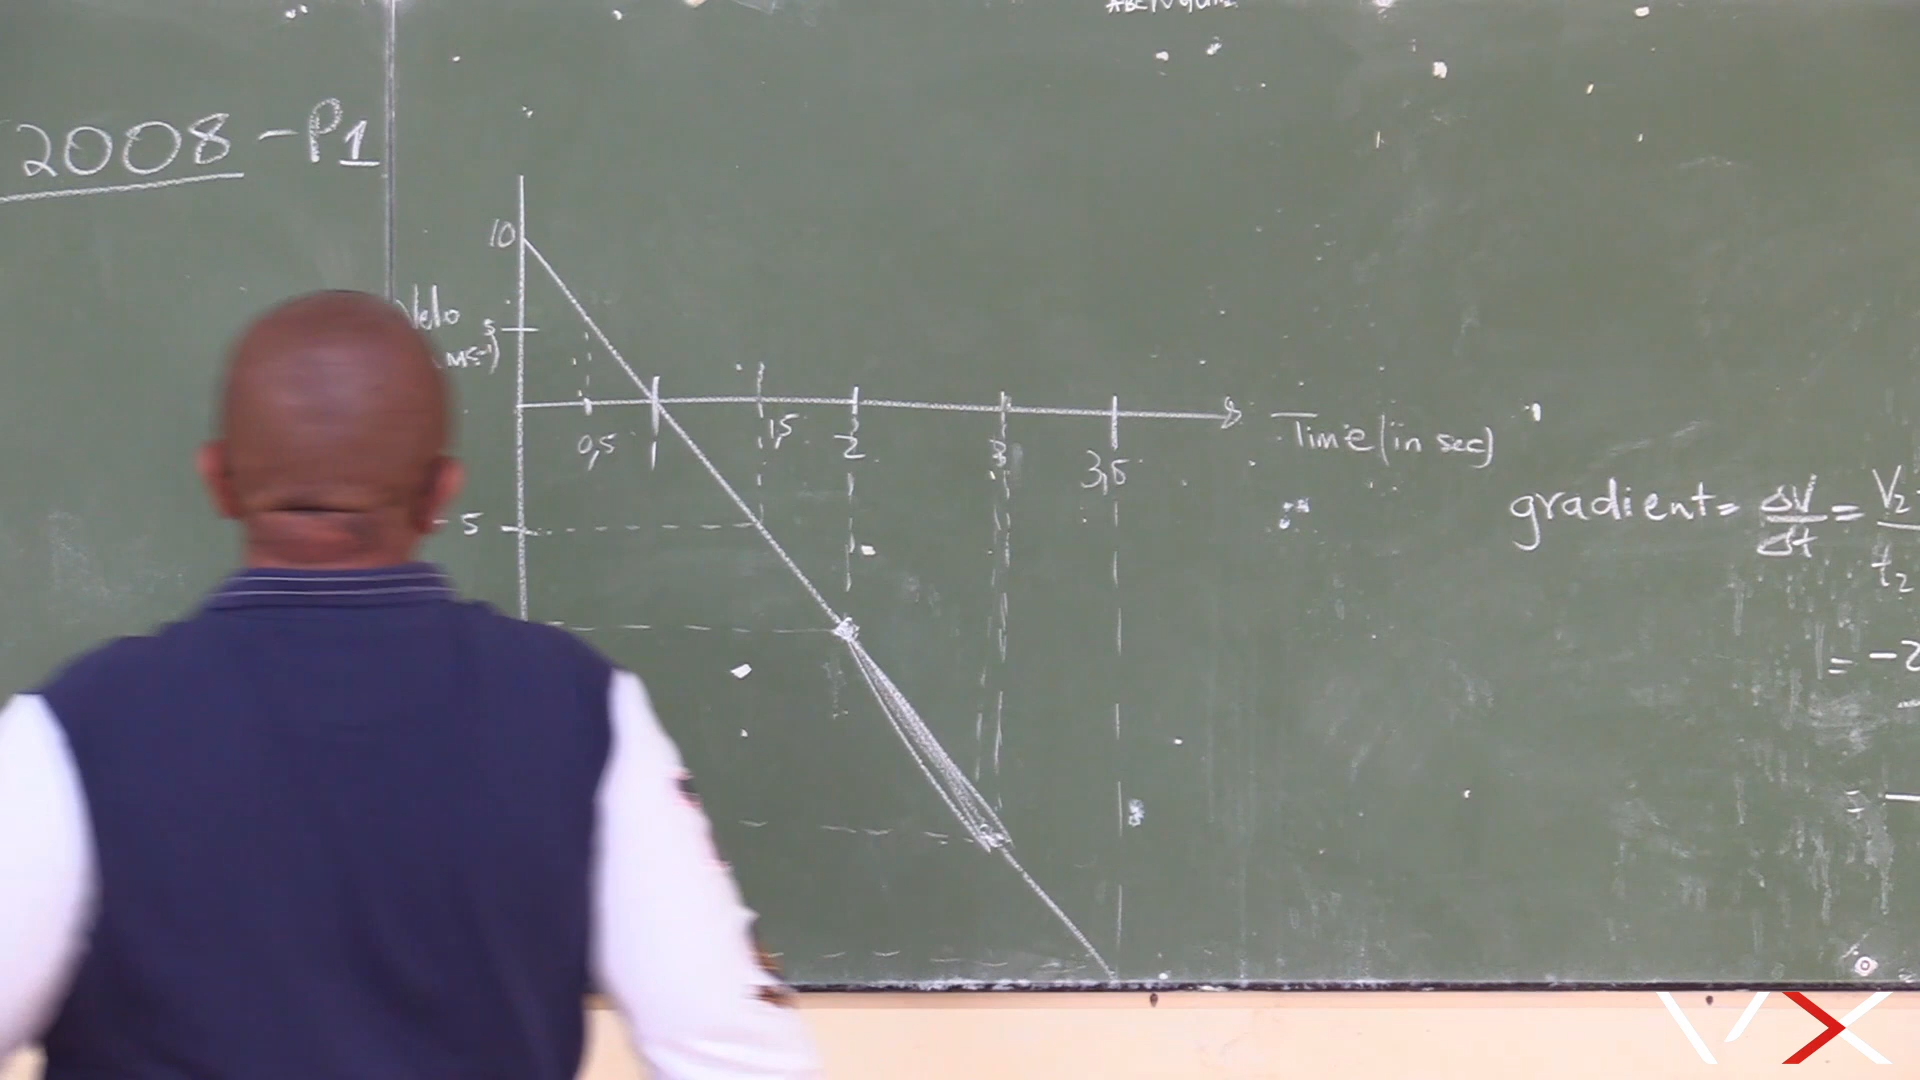 2008 - P1
10
Velo
5
ms⁻¹)
0,5
1,5
2
3
3,5
Time (in sec)
-5
gradient = ΔV/Δt = V₂
t₂
= -2
=